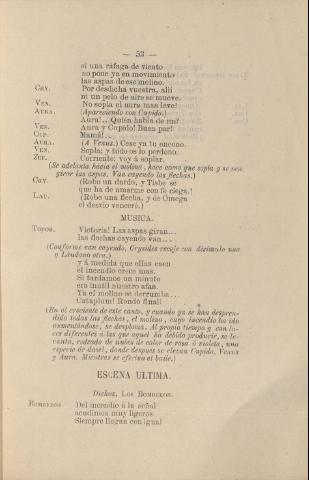 — 53 —
si una ráfaga de viento
no pone ya en movimiento
las aspas de ese molino.
CRY. Por desdicha vuestra, allí
ni un pelo de aire se mueve.
VEN. No sopla el aura mas leve!
AURA. (Apareciendo con Cupido.)
Aura!.. Quién habla de mí?
VEN. Aura y Cupido! Buen par!
CUP. Mamá!..
AURA. (A Venus.) Cese ya tu encono.
VEN. Sopla; y todo os lo perdono.
ZEF. Corriente: voy á soplar.
(Se adelanta hácia el molino, hace como que sopla y se ven
girar las aspas. Van cayendo las flechas.)
CRY. (Robo un dardo, y Tisbe sé
que ha de amarme con fé ciega.)
LAU. (Robo una flecha, y de Omega
el desvío venceré.)
MUSICA.
TODOS. Victoria! Las aspas giran...
las flechas cayendo van...
(Conforme van cayendo, Crysides recoje con disimulo una
y Láudano otra.)
y á medida que ellas caen
el incendio crece mas.
Si tardamos un minuto
era inútil nuestro afan.
Ya el molino se derrumba...
Cataplum! Rondó final!
(En el crociente de este canto, y cuando ya se han despren-
dido todas las flechas, el molino, cuyo incendio ha ido
aumentándose, se desploma. Al propio tiempo y con lu-
ces diferentes á las que aquel ha debido producir, se le-
vanta, rodeado de nubes de color de rosa ó violeta, una
especie de dosel, donde despues se elevan Cupido, Venus
y Aura. Mientras se efectua el baile.)
ESCENA ULTIMA.
Dichos, LOS BOMBEROS.
BOMBEROS. Del incendio á la señal
acudimos muy ligeros
Siempre llegan con igual